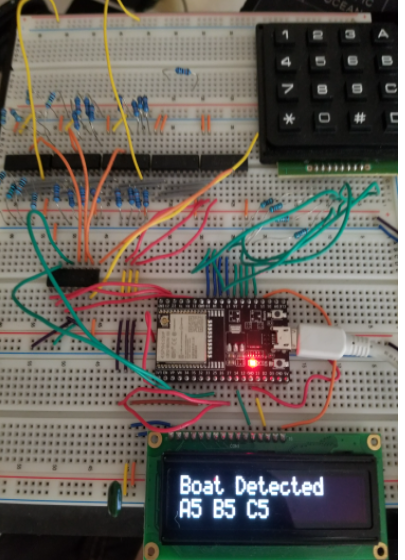 1 2 3 A
4 5 6 B
7 8 9 C
* 0 # D
Boat Detected
A5 B5 C5